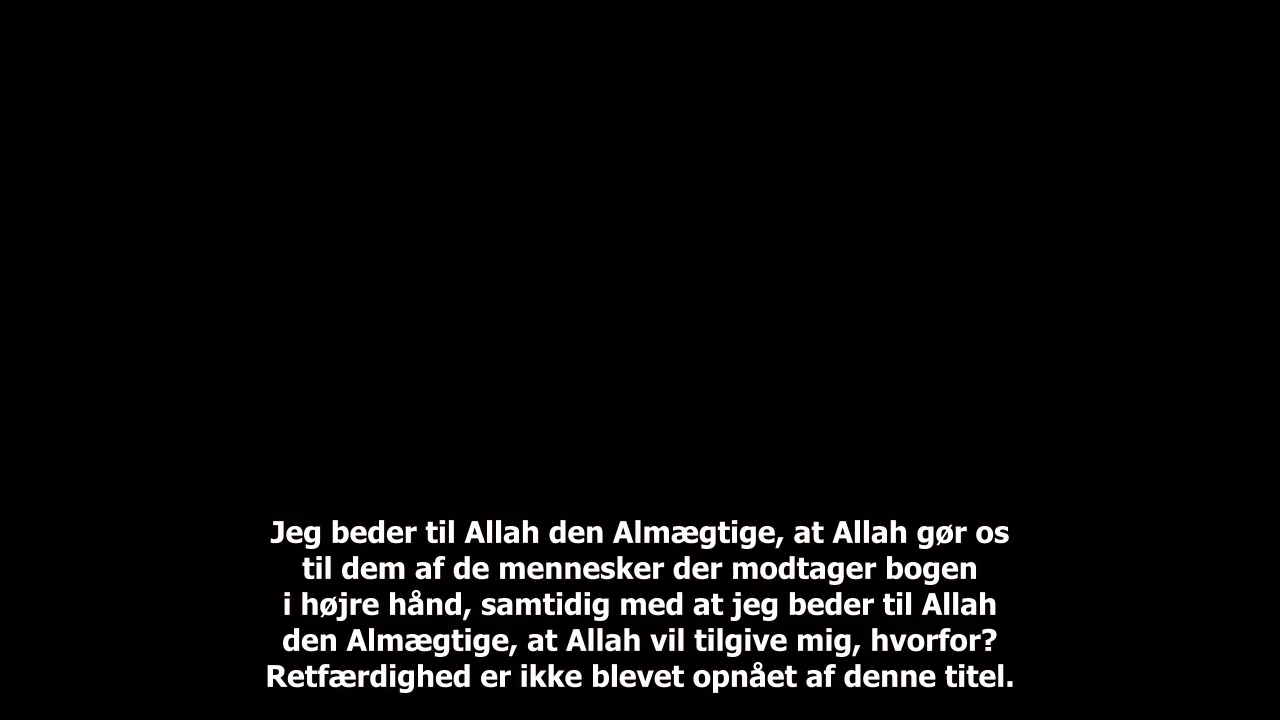 Jeg beder til Allah den Almægtige, at Allah gør os
til dem af de mennesker der modtager bogen
i højre hånd, samtidig med at jeg beder til Allah
den Almægtige, at Allah vil tilgive mig, hvorfor?
Retfærdighed er ikke blevet opnået af denne titel.